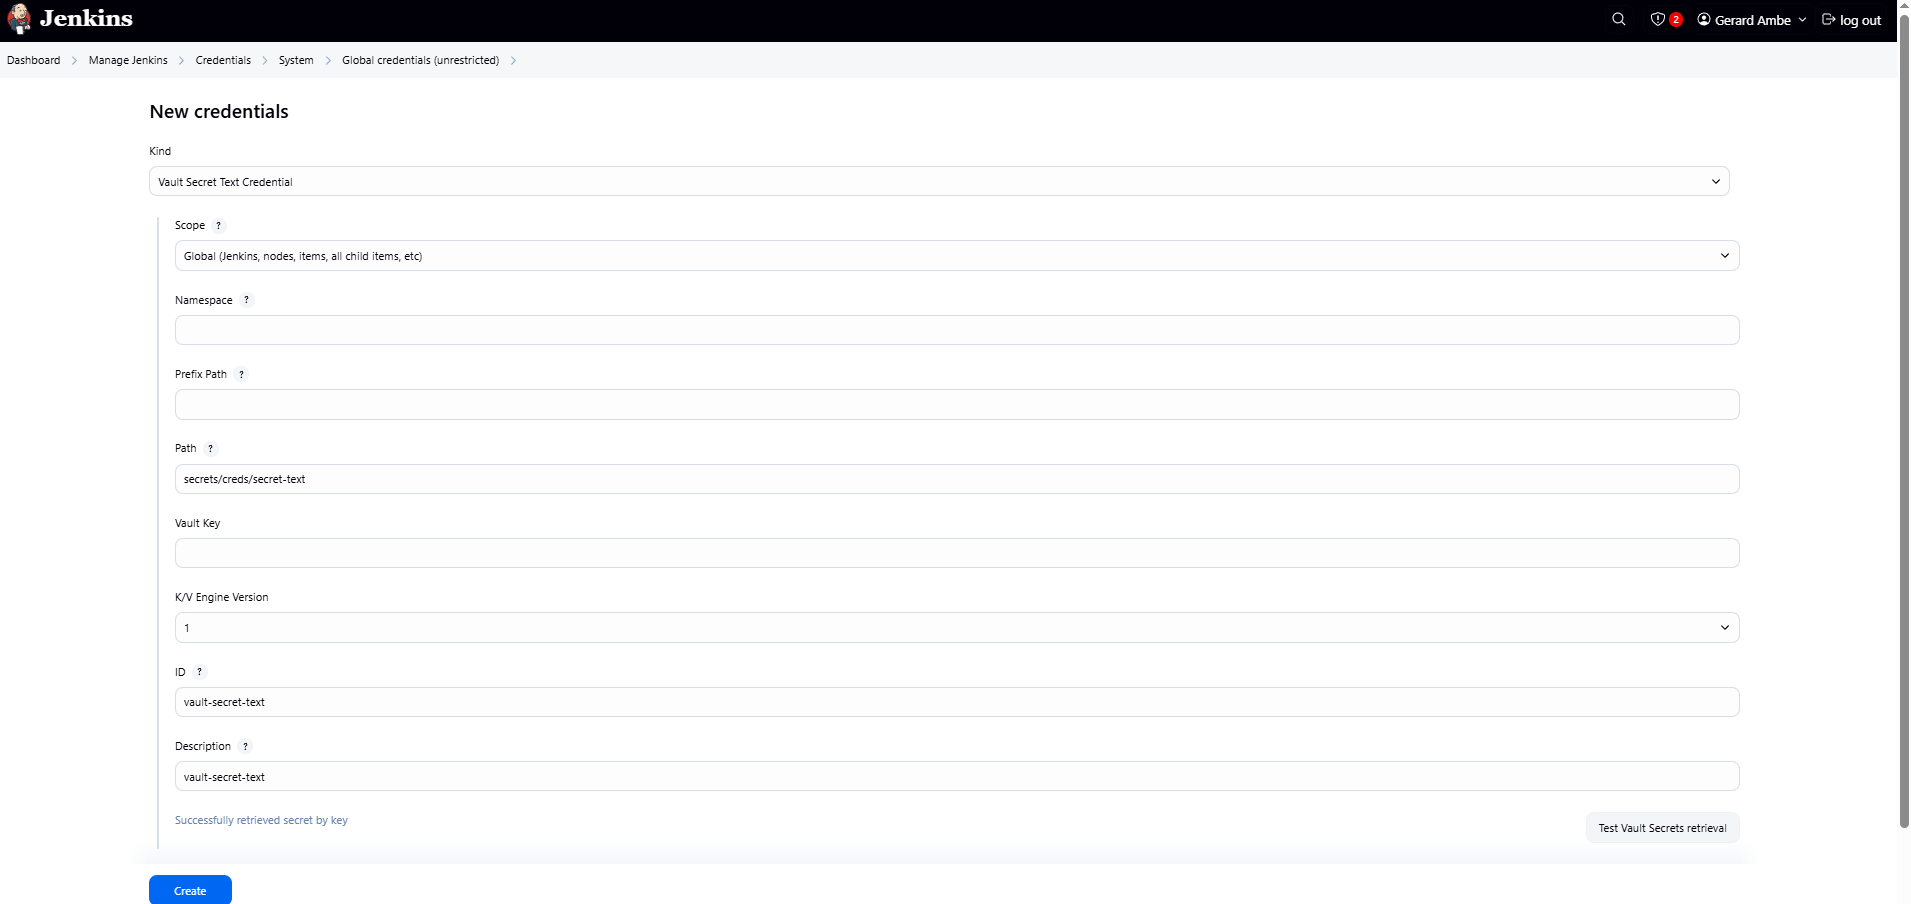 Jenkins
2
Gerard Ambe
log out
Dashboard
Manage Jenkins
Credentials
System
Global credentials (unrestricted)
New credentials
Kind
Vault Secret Text Credential
Scope ?
Global (Jenkins, nodes, items, all child items, etc)
Namespace ?
Prefix Path ?
Path ?
secrets/creds/secret-text
Vault Key
K/V Engine Version
1
ID ?
vault-secret-text
Description ?
vault-secret-text
Successfully retrieved secret by key
Test Vault Secrets retrieval
Create